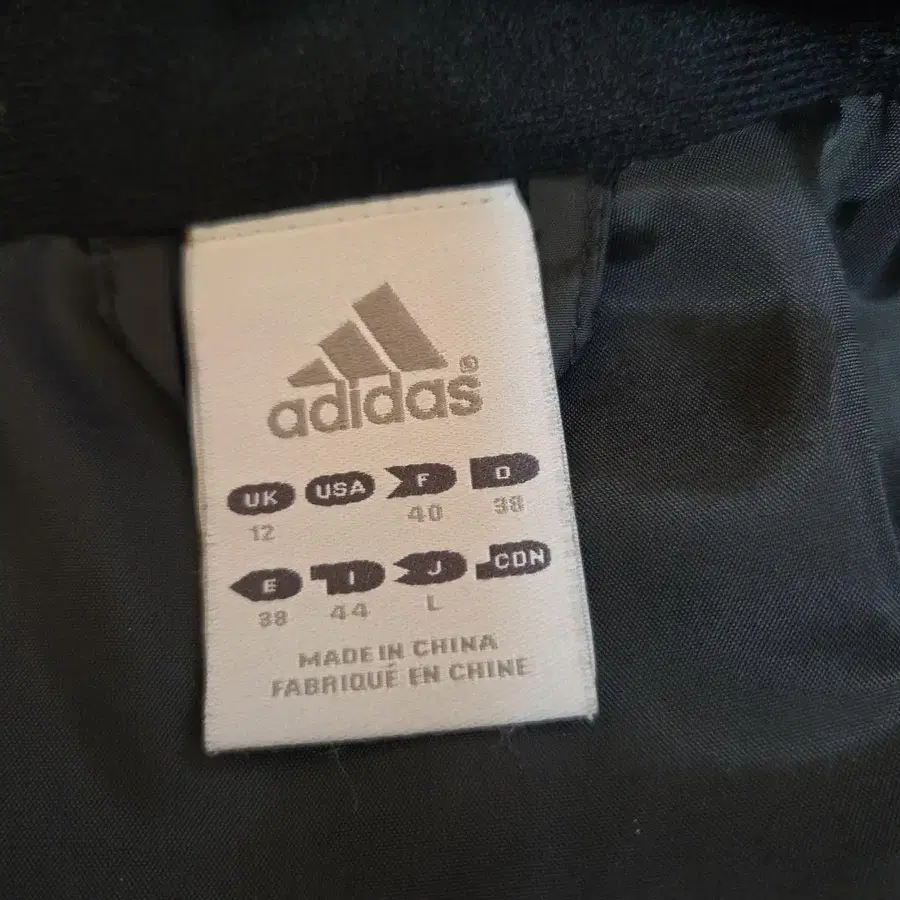 adidas®
UK USA F D
12 40 38
E I J CDN
38 44 L
MADE IN CHINA
FABRIQUÉ EN CHINE